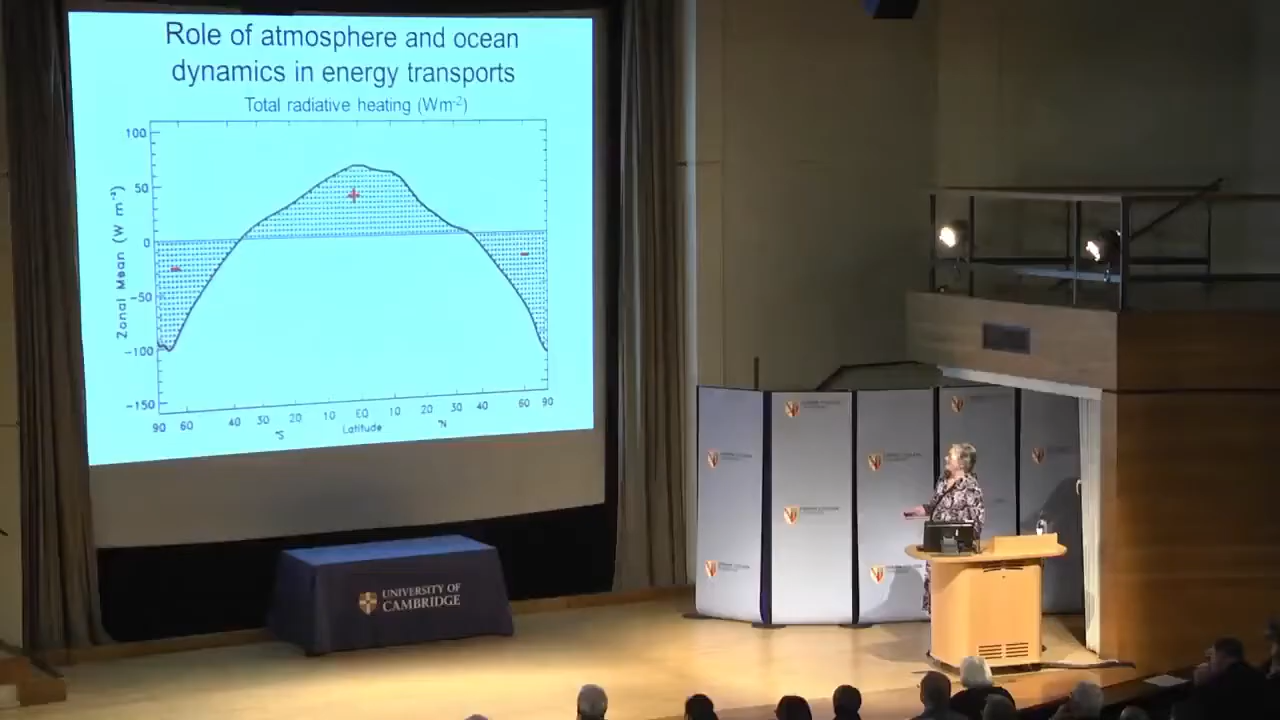 Role of atmosphere and ocean
dynamics in energy transports
Total radiative heating (Wm-2)
100
50
0
-50
-100
-150
Zonal Mean (W m-2)
90 60 40 30 20 10 EQ 10 20 30 40 60 90
°S Latitude °N
UNIVERSITY OF
CAMBRIDGE